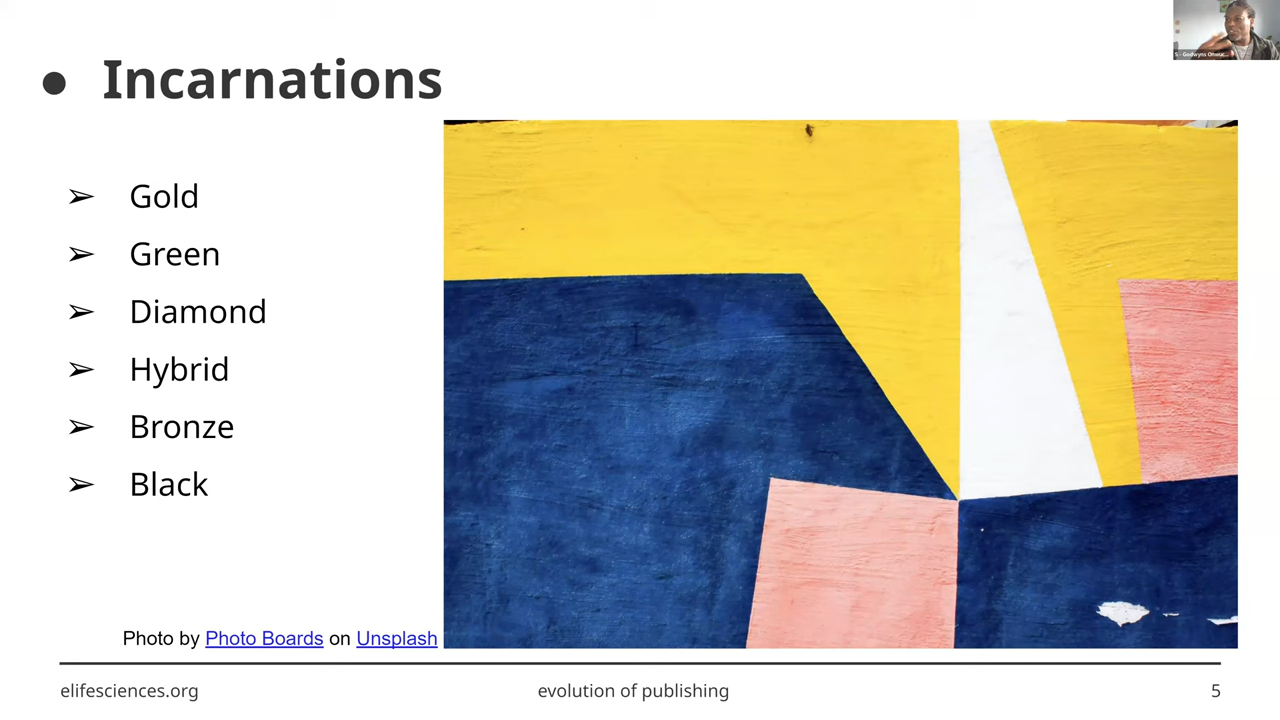 ● Incarnations
➢ Gold
➢ Green
➢ Diamond
➢ Hybrid
➢ Bronze
➢ Black
Photo by Photo Boards on Unsplash
elifesciences.org
evolution of publishing
5